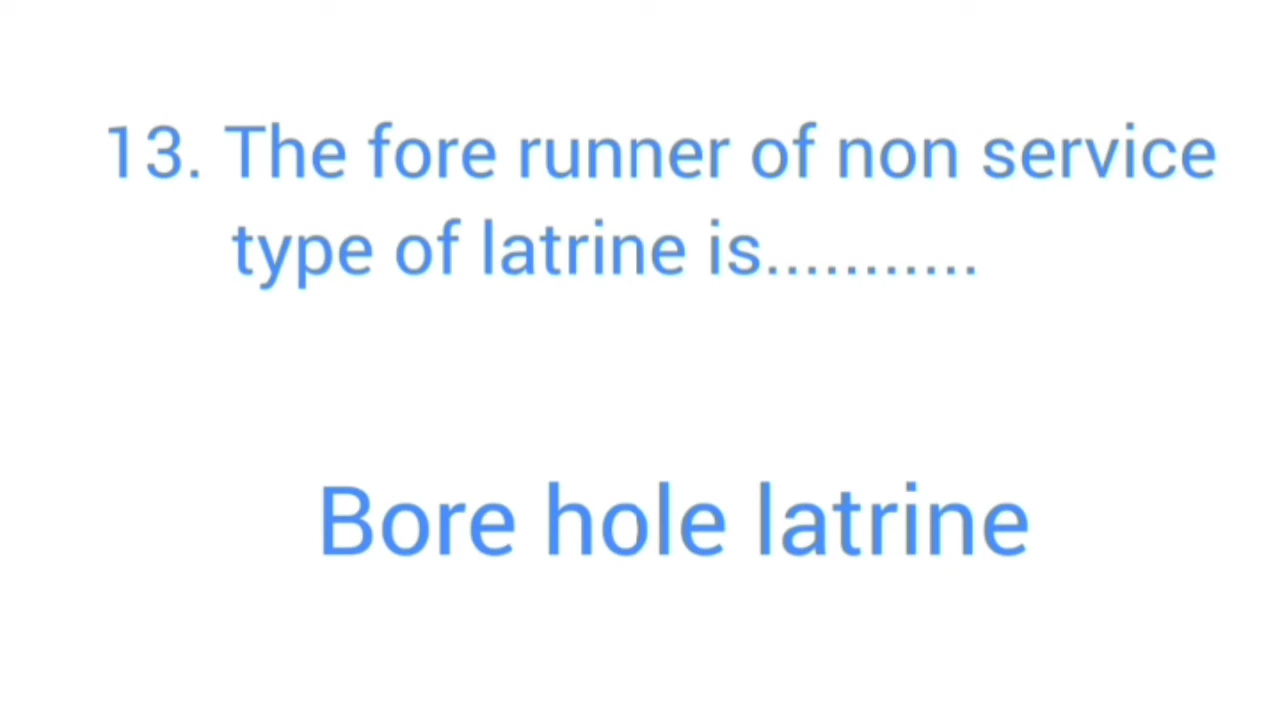 13. The fore runner of non service
type of latrine is...........
Bore hole latrine